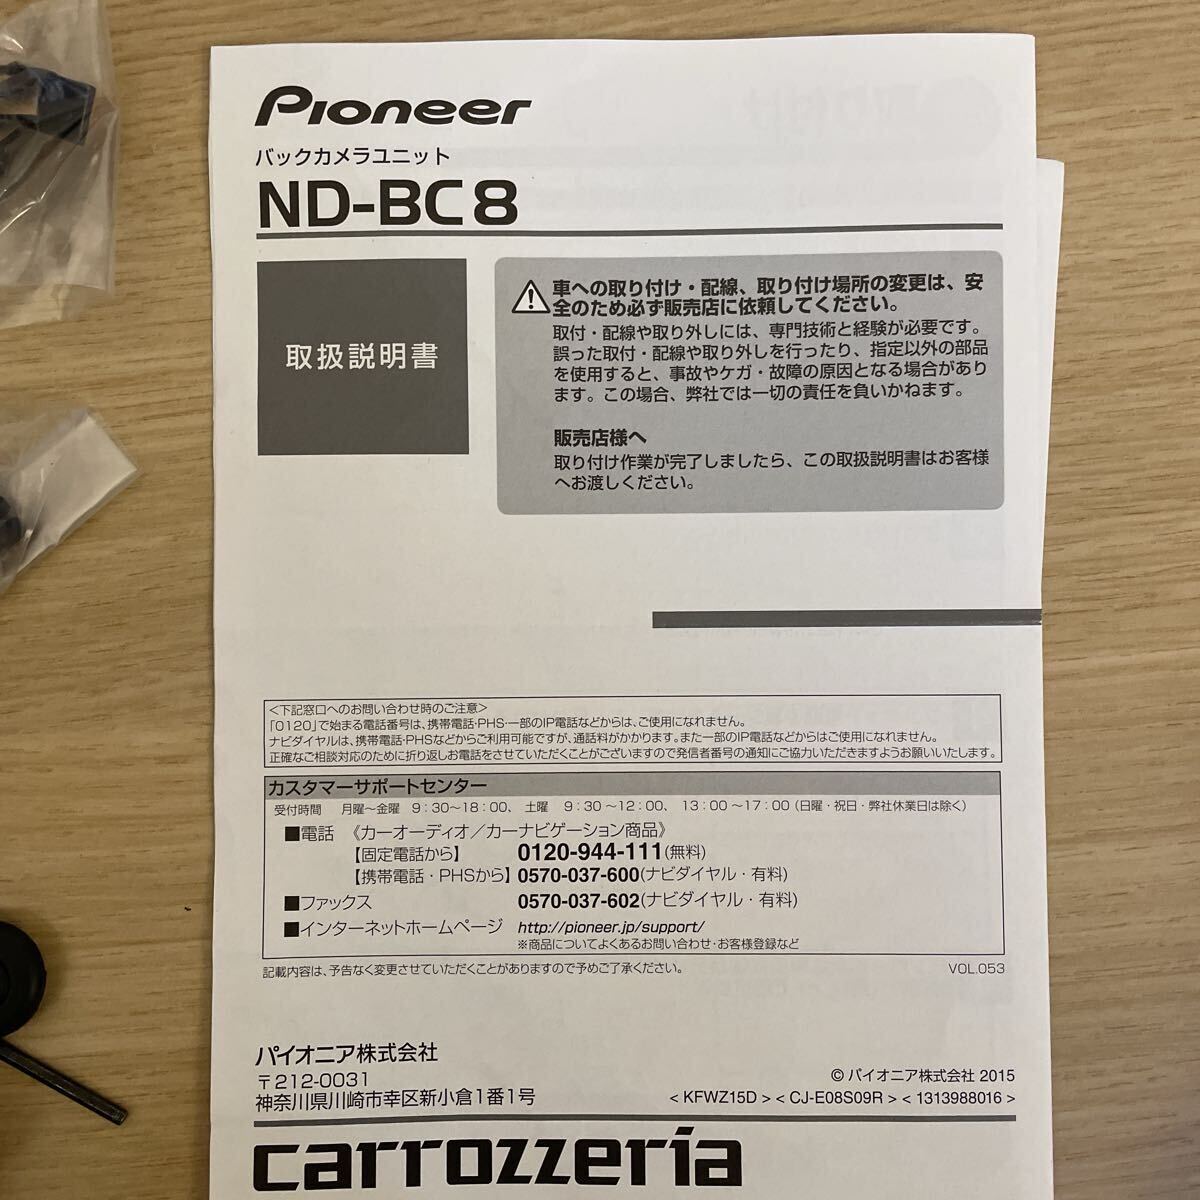 Pioneer
バックカメラユニット
ND-BC8
取扱説明書
車への取り付け・配線、取り付け場所の変更は、安
全のため必ず販売店に依頼してください。
取付・配線や取り外しには、専門技術と経験が必要です。
誤った取付・配線や取り外しを行ったり、指定以外の部品
を使用すると、事故やケガ・故障の原因となる場合があり
ます。この場合、弊社では一切の責任を負いかねます。
販売店様へ
取り付け作業が完了しましたら、この取扱説明書はお客様
へお渡しください。
<下記窓口へのお問い合わせ時のご注意>
「0120」で始まる電話番号は、携帯電話・PHS・一部のIP電話などからは、ご使用になれません。
ナビダイヤルは、携帯電話・PHSなどからご利用可能ですが、通話料がかかります。また一部のIP電話などからはご使用になれません。
正確なご相談対応のために折り返しお電話をさせていただくことがございますので発信者番号の通知にご協力いただきますようお願いいたします。
カスタマーサポートセンター
受付時間 月曜〜金曜 9:30〜18:00、土曜 9:30〜12:00、13:00〜17:00(日曜・祝日・弊社休業日は除く)
■電話 《カーオーディオ／カーナビゲーション商品》
【固定電話から】 0120-944-111(無料)
【携帯電話・PHSから】 0570-037-600(ナビダイヤル・有料)
■ファックス 0570-037-602(ナビダイヤル・有料)
■インターネットホームページ http://pioneer.jp/support/
※商品についてよくあるお問い合わせ・お客様登録など
記載内容は、予告なく変更させていただくことがありますので予めご了承ください。 VOL.053
パイオニア株式会社
〒212-0031
神奈川県川崎市幸区新小倉1番1号
© パイオニア株式会社 2015
< KFWZ15D > < CJ-E08S09R > < 1313988016 >
carrozzeria